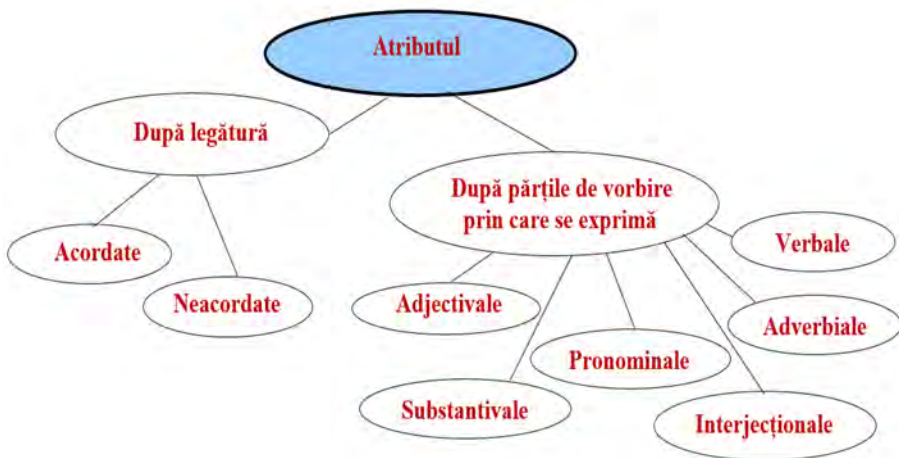 Atributul
După legătură
După părțile de vorbire
prin care se exprimă
Acordate
Neacordate
Adjectivale
Substantivale
Pronominale
Interjecționale
Adverbiale
Verbale